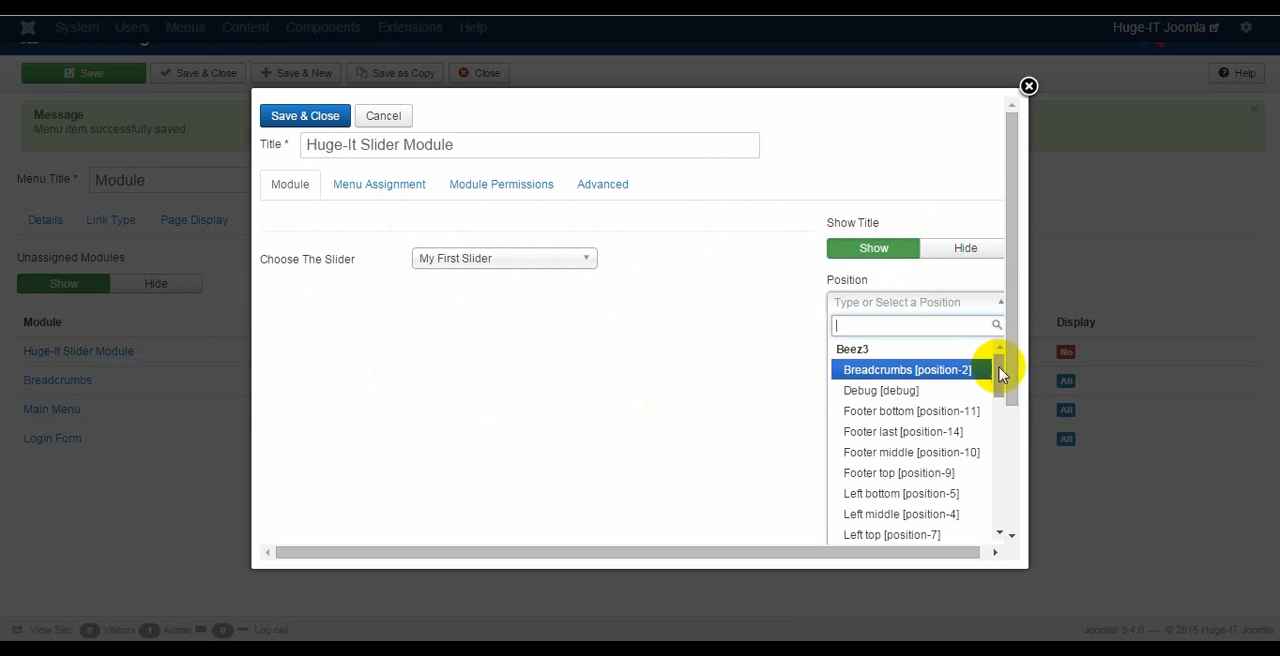 System Users Menus Content Components Extensions Help Huge-IT Joomla
Save Save & Close Save & New Save as Copy Close Help
Message
Menu item successfully saved.
Menu Title * Module
Details Link Type Page Display
Unassigned Modules
Show Hide
Module Display
Huge-It Slider Module No
Breadcrumbs All
Main Menu All
Login Form All
Save & Close Cancel
Title * Huge-It Slider Module
Module Menu Assignment Module Permissions Advanced
Show Title
Show Hide
Choose The Slider My First Slider
Position
Type or Select a Position
Beez3
Breadcrumbs [position-2]
Debug [debug]
Footer bottom [position-11]
Footer last [position-14]
Footer middle [position-10]
Footer top [position-9]
Left bottom [position-5]
Left middle [position-4]
Left top [position-7]
View Site 0 Visitors 1 Admin 0 Log out Joomla! 3.4.0 — © 2015 Huge-IT Joomla